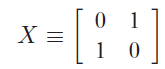 X ≡ [ 0 1
1 0 ]